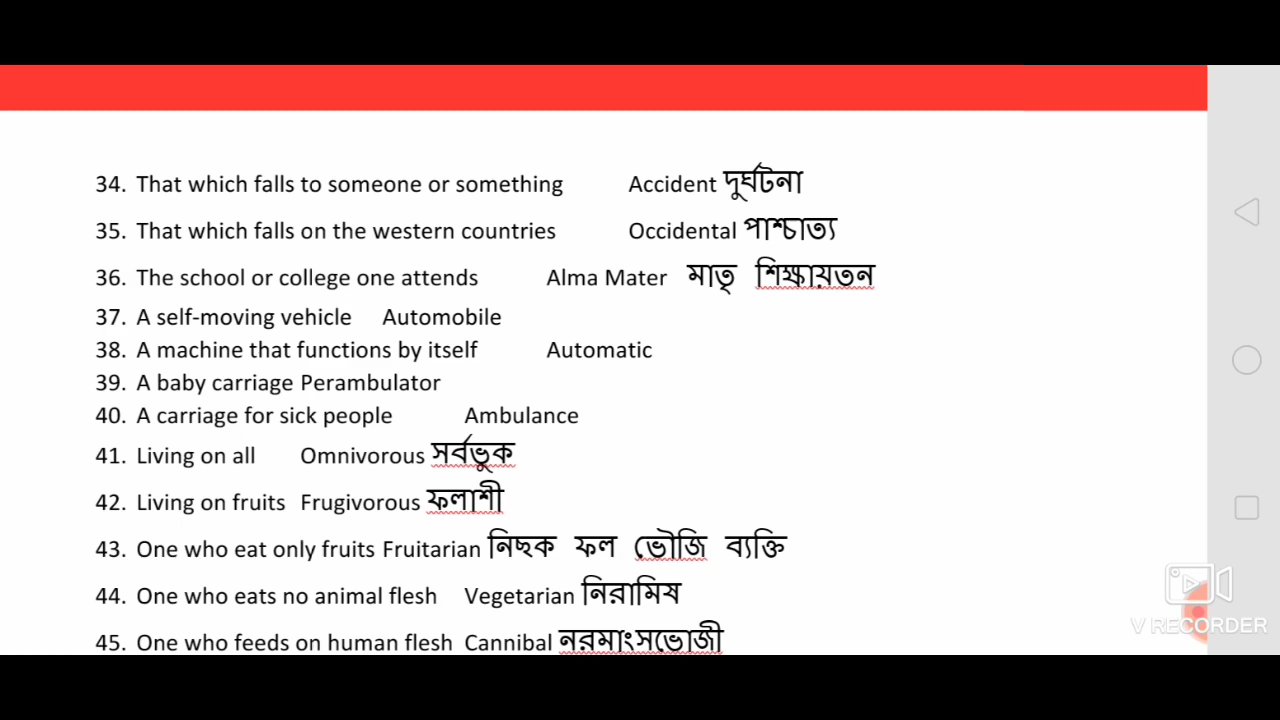 34. That which falls to someone or something Accident দুর্ঘটনা
35. That which falls on the western countries Occidental পাশ্চাত্য
36. The school or college one attends Alma Mater মাতৃ শিক্ষায়তন
37. A self-moving vehicle Automobile
38. A machine that functions by itself Automatic
39. A baby carriage Perambulator
40. A carriage for sick people Ambulance
41. Living on all Omnivorous সর্বভুক
42. Living on fruits Frugivorous ফলাশী
43. One who eat only fruits Fruitarian নিছক ফল ভৌজি ব্যক্তি
44. One who eats no animal flesh Vegetarian নিরামিষ
45. One who feeds on human flesh Cannibal নরমাংসভোজী
V RECORDER